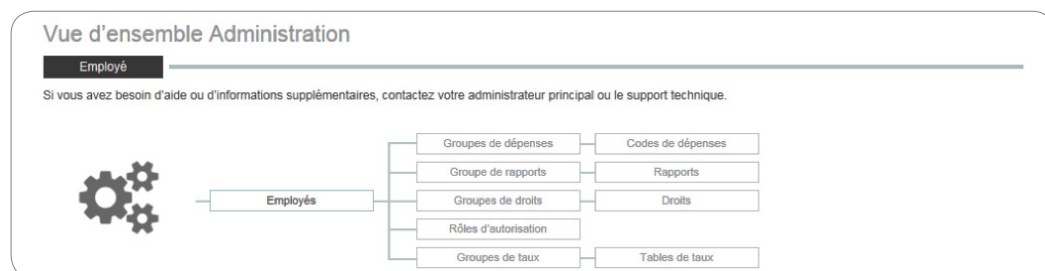 Vue d'ensemble Administration
Employé
Si vous avez besoin d'aide ou d'informations supplémentaires, contactez votre administrateur principal ou le support technique.
Groupes de dépenses Codes de dépenses
Groupe de rapports Rapports
Employés Groupes de droits Droits
Rôles d'autorisation
Groupes de taux Tables de taux